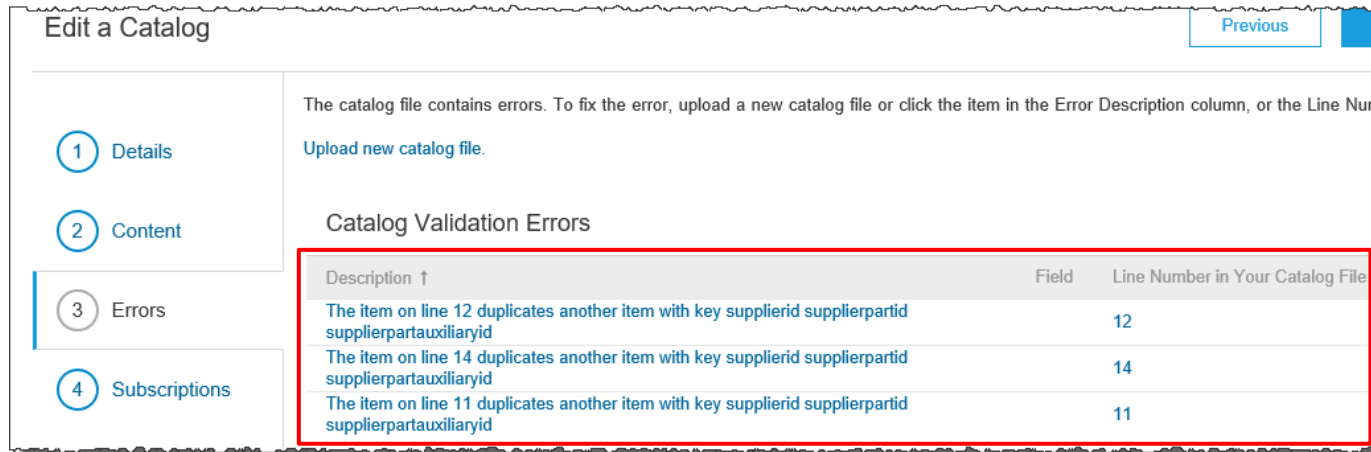 Edit a Catalog
Previous
The catalog file contains errors. To fix the error, upload a new catalog file or click the item in the Error Description column, or the Line
Upload new catalog file.
1 Details
2 Content
3 Errors
4 Subscriptions
Catalog Validation Errors
Description ↑ Field Line Number in Your Catalog File
The item on line 12 duplicates another item with key supplierid supplierpartid
supplierpartauxiliaryid
12
The item on line 14 duplicates another item with key supplierid supplierpartid
supplierpartauxiliaryid
14
The item on line 11 duplicates another item with key supplierid supplierpartid
supplierpartauxiliaryid
11